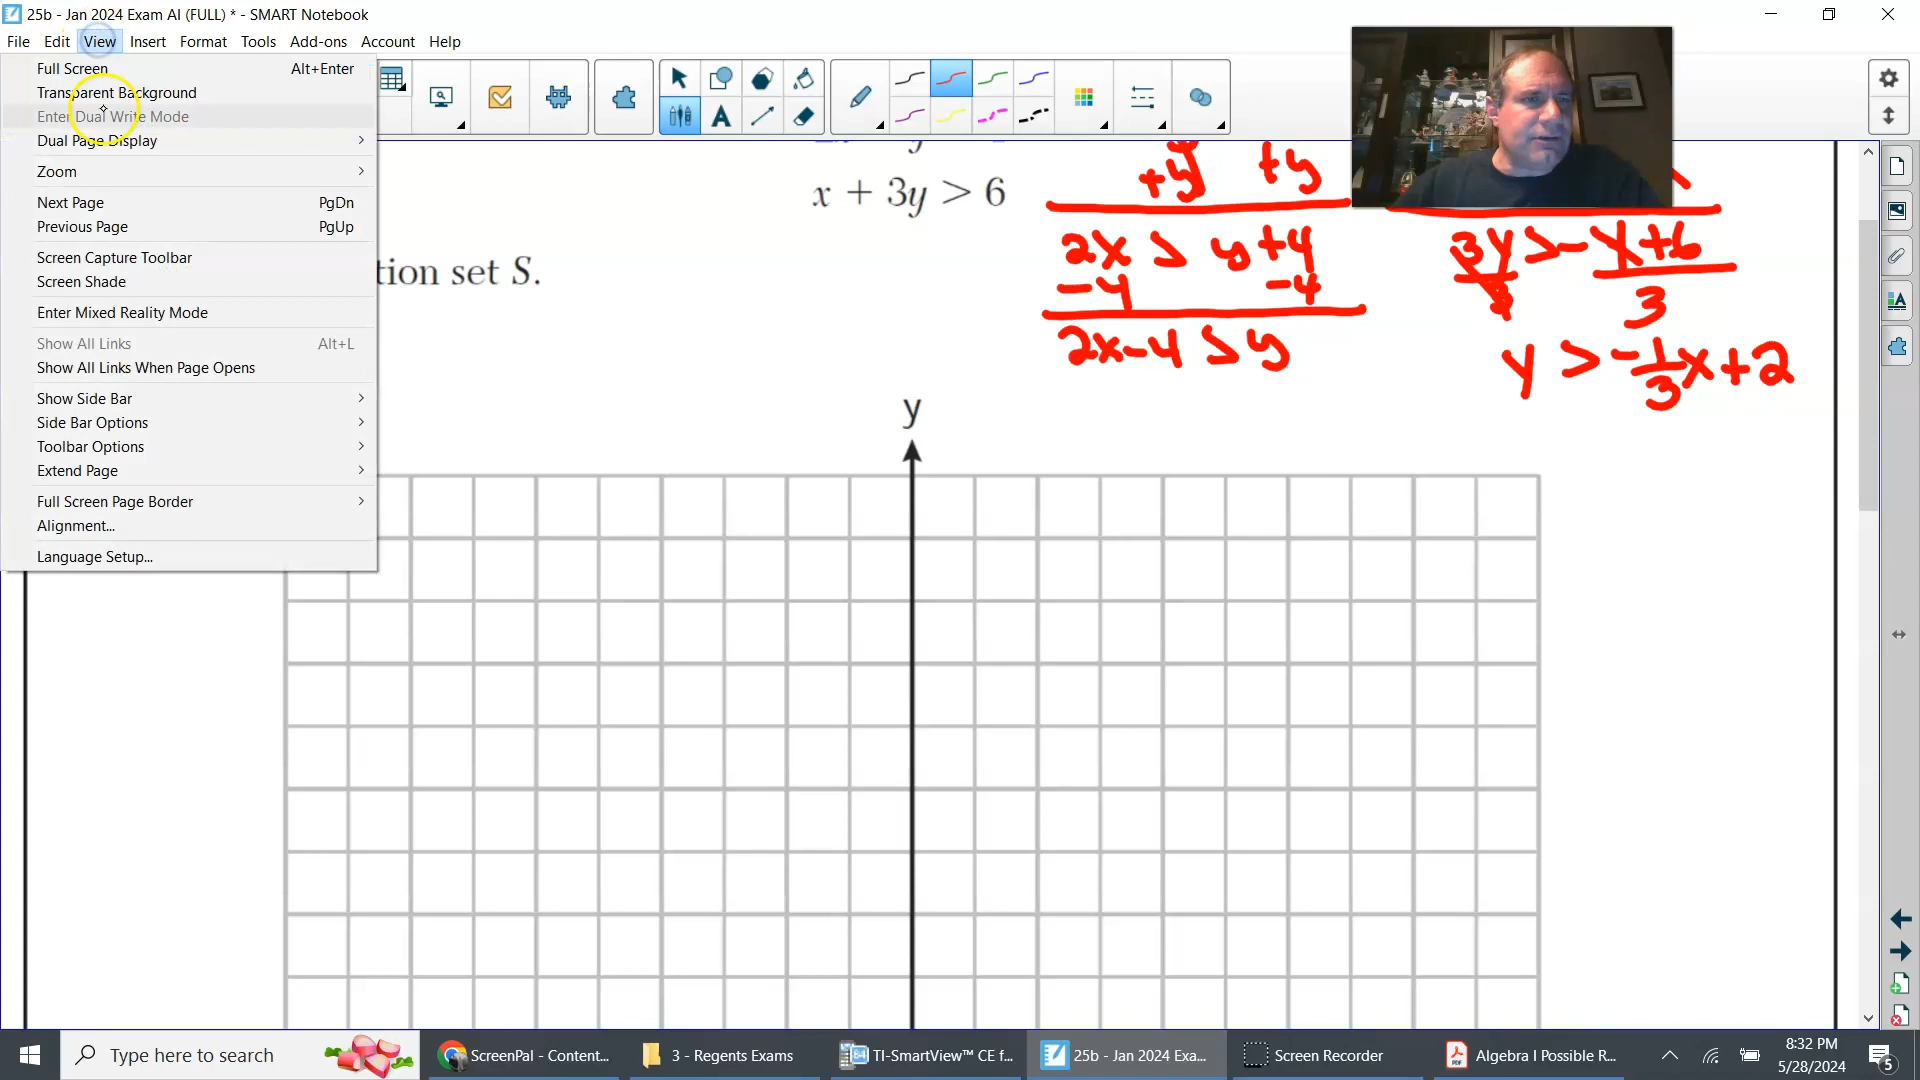 25b - Jan 2024 Exam AI (FULL) * - SMART Notebook
File Edit View Insert Format Tools Add-ons Account Help
Full Screen Alt+Enter
Transparent Background
Enter Dual Write Mode
Dual Page Display
Zoom
Next Page PgDn
Previous Page PgUp
Screen Capture Toolbar
Screen Shade
Enter Mixed Reality Mode
Show All Links Alt+L
Show All Links When Page Opens
Show Side Bar
Side Bar Options
Toolbar Options
Extend Page
Full Screen Page Border
Alignment...
Language Setup...
x + 3y > 6
tion set S.
+y +y
2x > y+4
-4 -4
2x-4 > y
3y > -x+6
3
y > -1/3x+2
y
Type here to search
ScreenPal - Content...
3 - Regents Exams
TI-SmartView™ CE f...
25b - Jan 2024 Exa...
Screen Recorder
Algebra I Possible R...
8:32 PM
5/28/2024
5